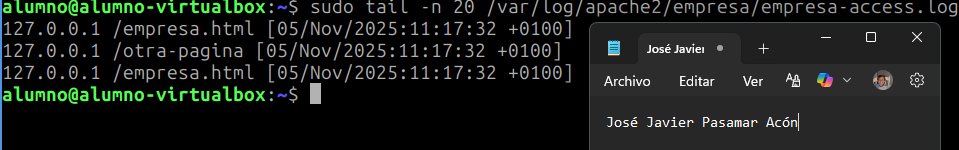 alumno@alumno-virtualbox:~$ sudo tail -n 20 /var/log/apache2/empresa/empresa-access.log
127.0.0.1 /empresa.html [05/Nov/2025:11:17:32 +0100]
127.0.0.1 /otra-pagina [05/Nov/2025:11:17:32 +0100]
127.0.0.1 /empresa.html [05/Nov/2025:11:17:32 +0100]
alumno@alumno-virtualbox:~$
José Javier
Archivo Editar Ver
José Javier Pasamar Acón